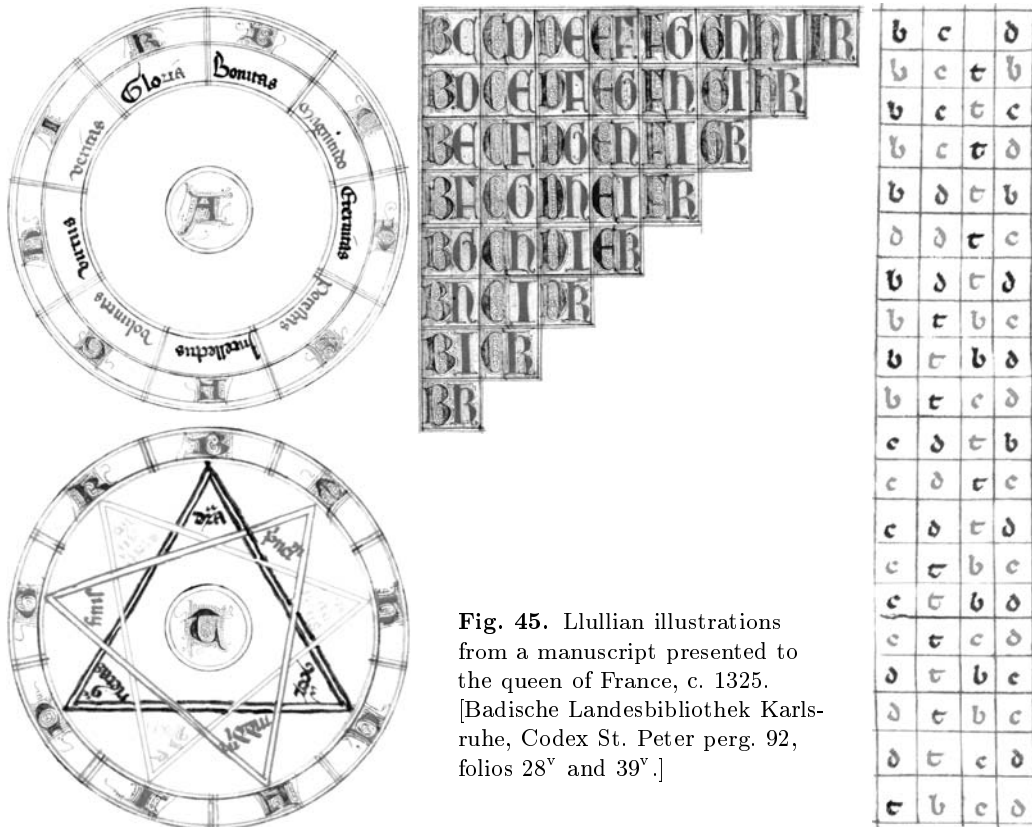 A
B
C
D
E
F
G
H
I
K
Bonitas
Magnitudo
Eternitas
Potestas
Intellectus
Voluntas
Virtus
Veritas
Gloria
BC CD DE EF FG GH HI IK
BD CE DF EG FH GI HK
BE CF DG EH FI GK
BF CG DH EI FK
BG CH DI EK
BH CI DK
BI CK
BK
T
B
C
D
E
F
G
H
I
K
Fig. 45. Llullian illustrations
from a manuscript presented to
the queen of France, c. 1325.
[Badische Landesbibliothek Karls-
ruhe, Codex St. Peter perg. 92,
folios 28v and 39v.]
b c d
b c t b
b c t c
b c t d
b d t b
d d t c
b d t d
b t b c
b t b d
b t c d
c d t b
c d t c
c d t d
c t b c
c t b d
c t c d
d t b c
d t b c
d t c d
t b c d